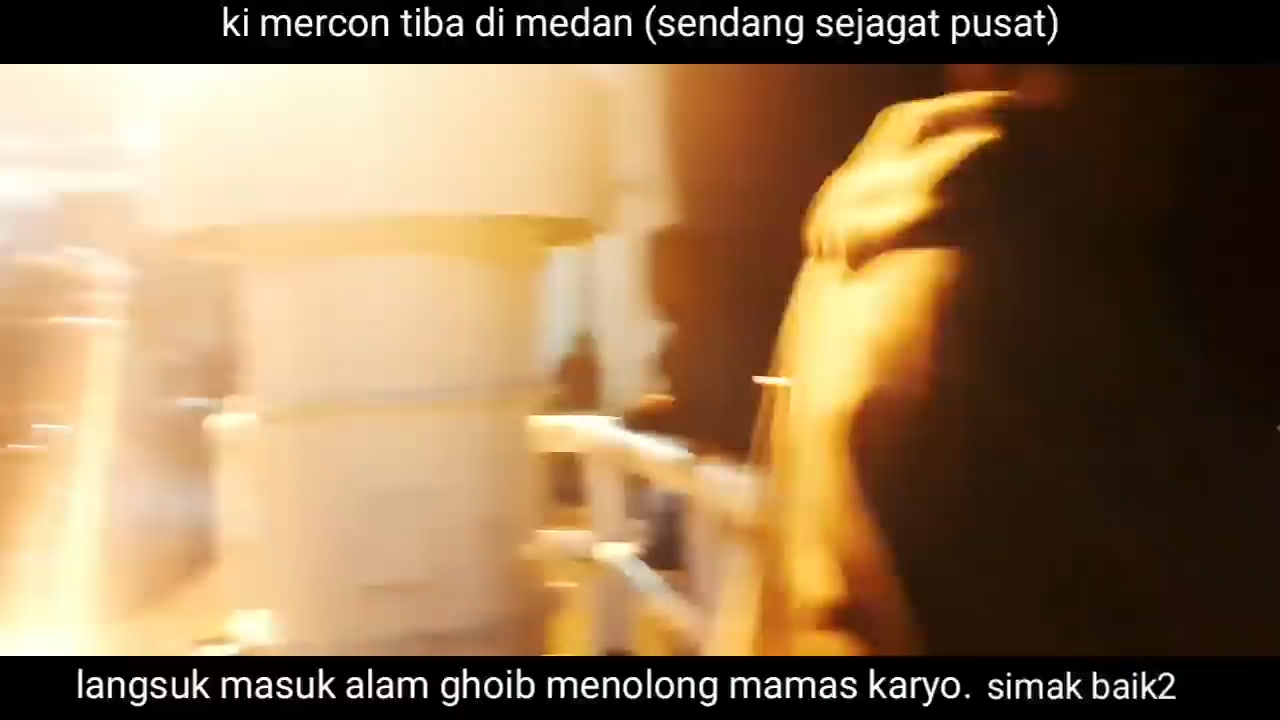 ki mercon tiba di medan (sendang sejagat pusat)
langsuk masuk alam ghoib menolong mamas karyo. simak baik2